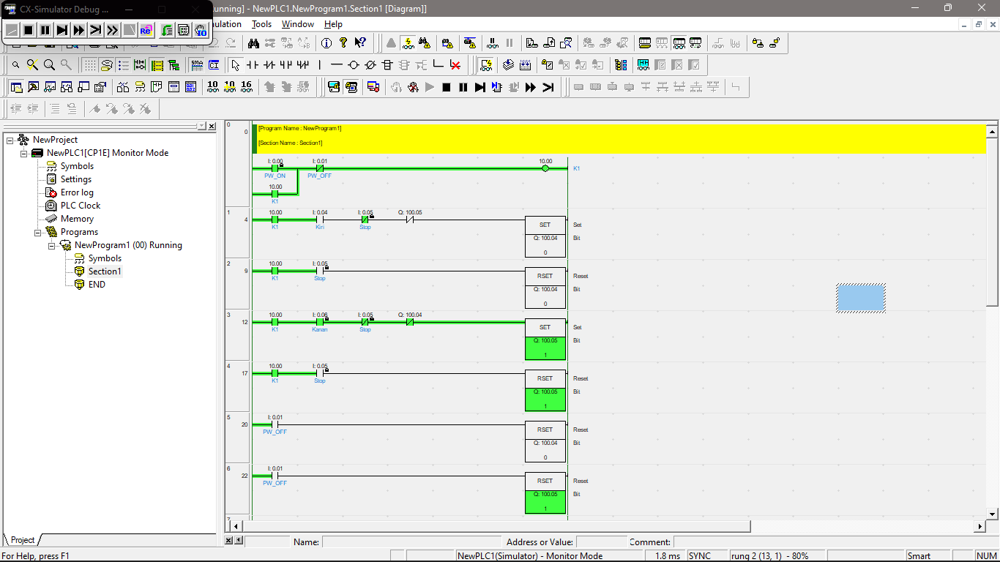 CX-Simulator Debug ...
unning] - NewPLC1.NewProgram1.Section1 [Diagram]]
ulation Tools Window Help
NewProject
NewPLC1[CP1E] Monitor Mode
Symbols
Settings
Error log
PLC Clock
Memory
Programs
NewProgram1 (00) Running
Symbols
Section1
END
Project
0
0
[Program Name : NewProgram1]
[Section Name : Section1]
I: 0.00 I: 0.01 10.00
K1
PW_ON PW_OFF
10.00
K1
1
4
10.00 I: 0.04 I: 0.05 Q: 100.05
K1 Kiri Stop
SET Set
Q: 100.04 Bit
0
2
9
10.00 I: 0.05
K1 Stop
RSET Reset
Q: 100.04 Bit
0
3
12
10.00 I: 0.06 I: 0.05 Q: 100.04
K1 Kanan Stop
SET Set
Q: 100.05 Bit
1
4
17
10.00 I: 0.05
K1 Stop
RSET Reset
Q: 100.05 Bit
1
5
20
I: 0.01
PW_OFF
RSET Reset
Q: 100.04 Bit
0
6
22
I: 0.01
PW_OFF
RSET Reset
Q: 100.05 Bit
1
Name: Address or Value: Comment:
For Help, press F1 NewPLC1(Simulator) - Monitor Mode 1.8 ms SYNC rung 2 (13, 1) - 80% Smart NUM